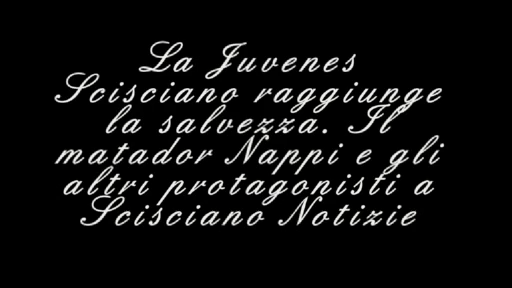 La Juvenes
Scisciano raggiunge
la salvezza. Il
matador Nappi e gli
altri protagonisti a
Scisciano Notizie